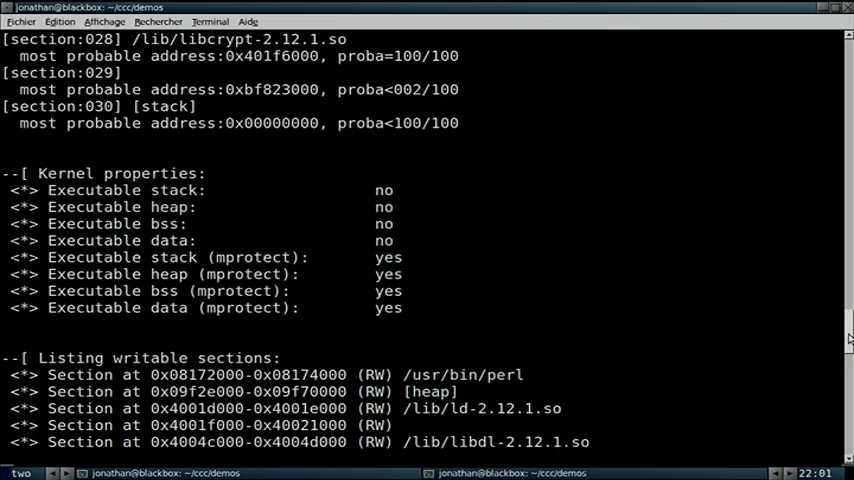 jonathan@blackbox: ~/ccc/demos
Fichier Édition Affichage Rechercher Terminal Aide
[section:028] /lib/libcrypt-2.12.1.so
most probable address:0x401f6000, proba=100/100
[section:029]
most probable address:0xbf823000, proba<002/100
[section:030] [stack]
most probable address:0x00000000, proba<100/100
--[ Kernel properties:
<*> Executable stack: no
<*> Executable heap: no
<*> Executable bss: no
<*> Executable data: no
<*> Executable stack (mprotect): yes
<*> Executable heap (mprotect): yes
<*> Executable bss (mprotect): yes
<*> Executable data (mprotect): yes
--[ Listing writable sections:
<*> Section at 0x08172000-0x08174000 (RW) /usr/bin/perl
<*> Section at 0x09f2e000-0x09f70000 (RW) [heap]
<*> Section at 0x4001d000-0x4001e000 (RW) /lib/ld-2.12.1.so
<*> Section at 0x4001f000-0x40021000 (RW)
<*> Section at 0x4004c000-0x4004d000 (RW) /lib/libdl-2.12.1.so
two jonathan@blackbox: ~/ccc/demos jonathan@blackbox: ~/ccc/demos 22:01